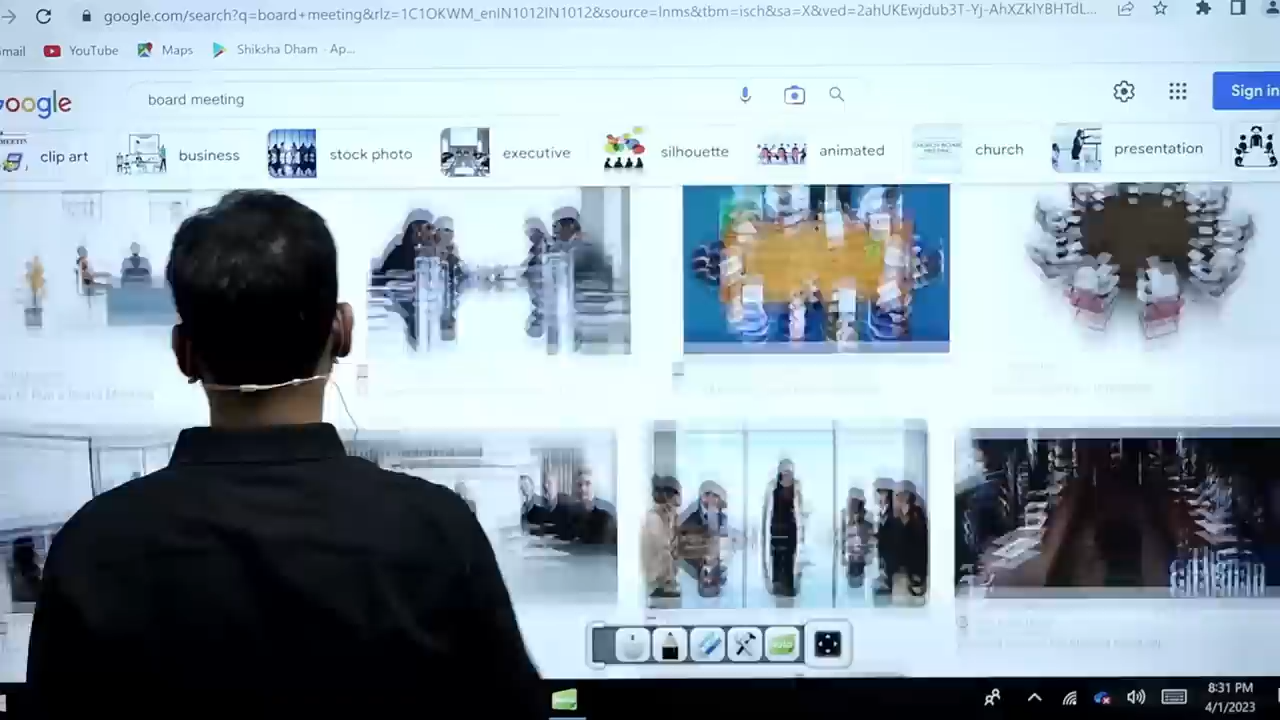 google.com/search?q=board+meeting&rlz=1C1OKWM_enIN1012IN1012&source=lnms&tbm=isch&sa=X&ved=2ahUKEwjdub3T-Yj-AhXZklYBHTdL...
mail YouTube Maps Shiksha Dham - Ap...
oogle board meeting Sign in
clip art business stock photo executive silhouette animated church presentation
8:31 PM
4/1/2023